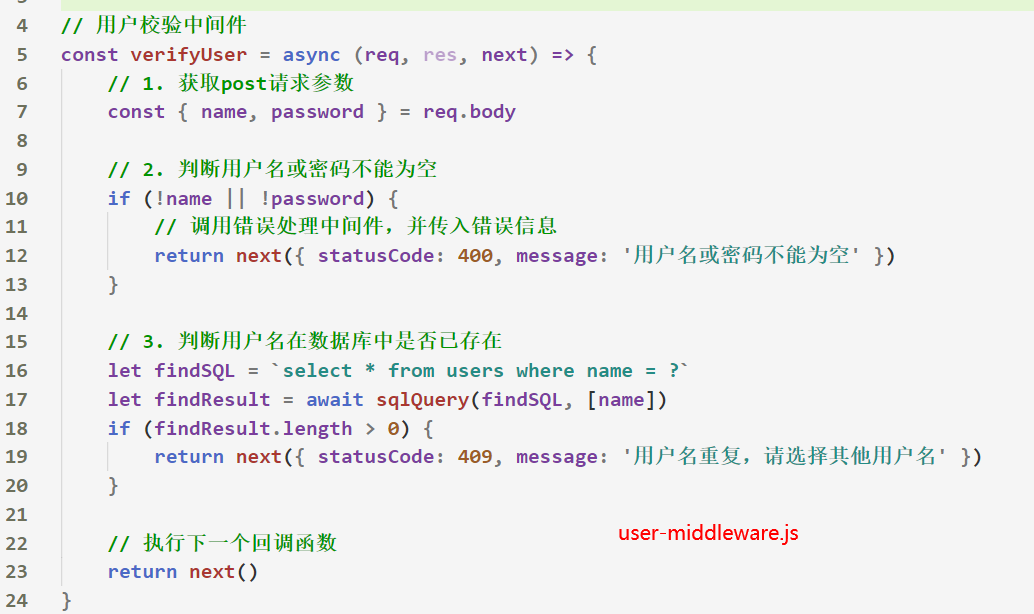 4 // 用户校验中间件
5 const verifyUser = async (req, res, next) => {
6     // 1. 获取post请求参数
7     const { name, password } = req.body
8
9     // 2. 判断用户名或密码不能为空
10     if (!name || !password) {
11         // 调用错误处理中间件，并传入错误信息
12         return next({ statusCode: 400, message: '用户名或密码不能为空' })
13     }
14
15     // 3. 判断用户名在数据库中是否已存在
16     let findSQL = `select * from users where name = ?`
17     let findResult = await sqlQuery(findSQL, [name])
18     if (findResult.length > 0) {
19         return next({ statusCode: 409, message: '用户名重复，请选择其他用户名' })
20     }
21
22     // 执行下一个回调函数
user-middleware.js
23     return next()
24 }